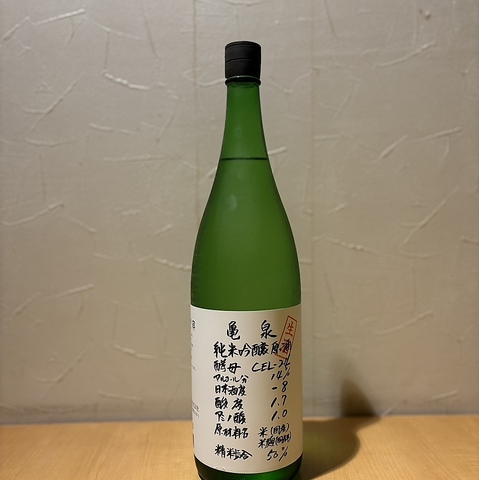 亀泉
生酒
純米吟醸原酒
酵母 CEL-24
アルコール分 14%
日本酒度 -8
酸度 1.7
アミノ酸 1.0
原材料名 米(国産)
米麹(国産米)
精米歩合 50%